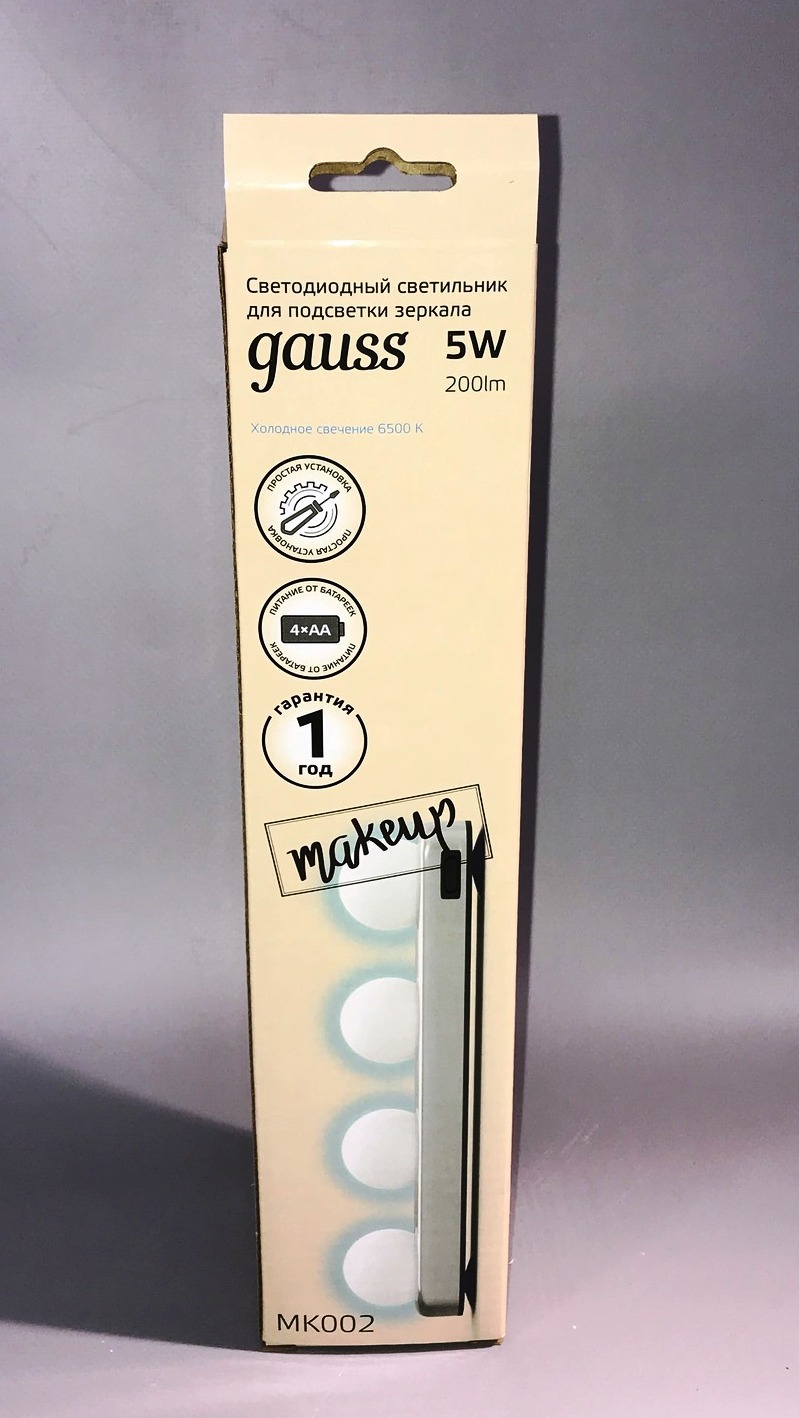 Светодиодный светильник
для подсветки зеркала
gauss 5W
200lm
Холодное свечение 6500 К
ПРОСТАЯ УСТАНОВКА
ПРОСТАЯ УСТАНОВКА
ПИТАНИЕ ОТ БАТАРЕЕК
4×AA
ПИТАНИЕ ОТ БАТАРЕЕК
гарантия
1
год
makeup
MK002